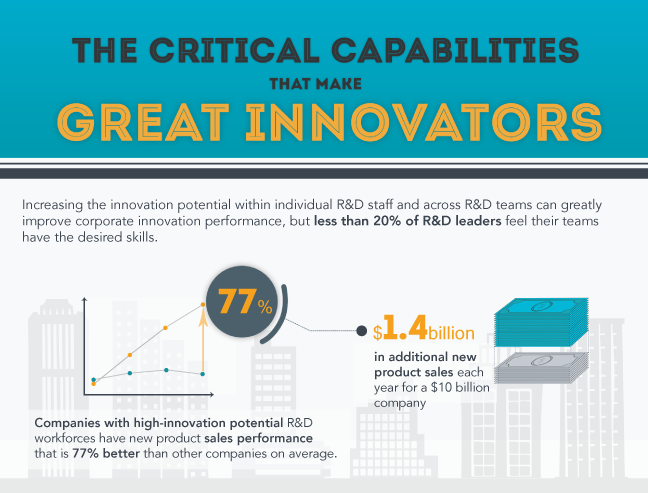 THE CRITICAL CAPABILITIES
THAT MAKE
GREAT INNOVATORS
Increasing the innovation potential within individual R&D staff and across R&D teams can greatly
improve corporate innovation performance, but less than 20% of R&D leaders feel their teams
have the desired skills.
77%
$1.4billion
in additional new
product sales each
year for a $10 billion
company
Companies with high-innovation potential R&D
workforces have new product sales performance
that is 77% better than other companies on average.